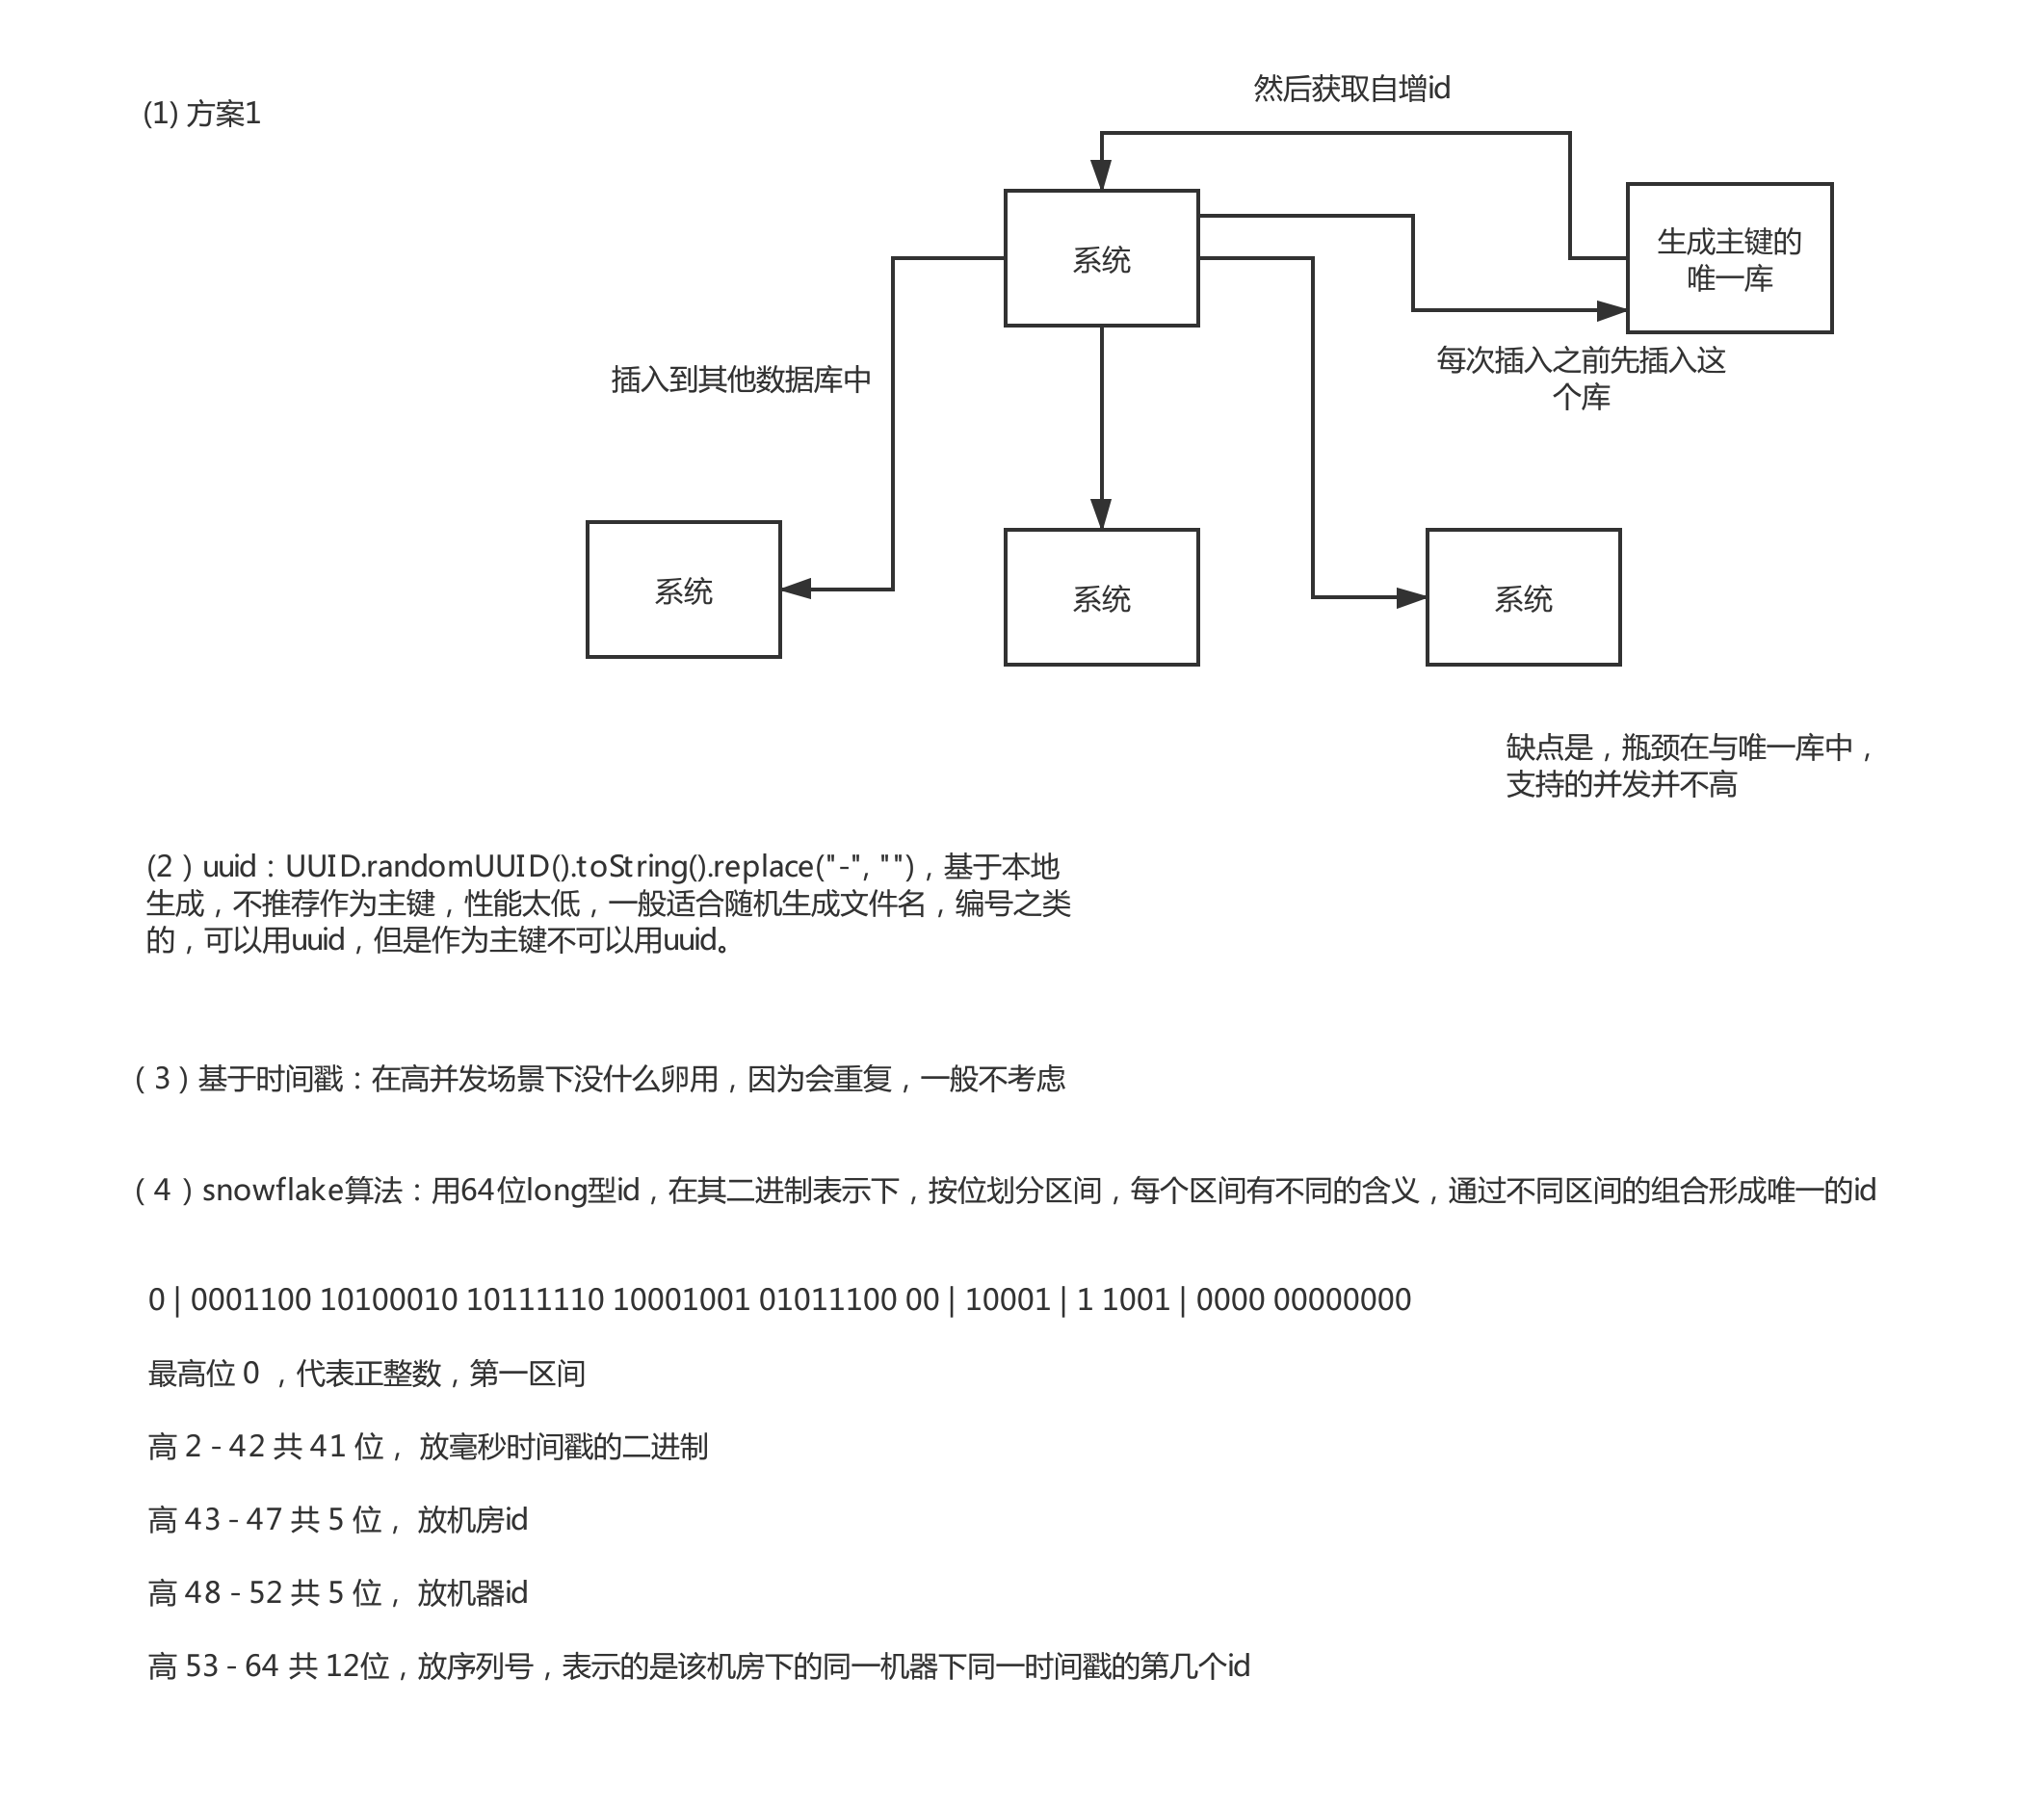 (1) 方案1
然后获取自增id
系统
生成主键的
唯一库
每次插入之前先插入这
个库
插入到其他数据库中
系统
系统
系统
缺点是，瓶颈在与唯一库中，
支持的并发并不高
(2）uuid：UUID.randomUUID().toString().replace("-", "")，基于本地
生成，不推荐作为主键，性能太低，一般适合随机生成文件名，编号之类
的，可以用uuid，但是作为主键不可以用uuid。
（3）基于时间戳：在高并发场景下没什么卵用，因为会重复，一般不考虑
（4）snowflake算法：用64位long型id，在其二进制表示下，按位划分区间，每个区间有不同的含义，通过不同区间的组合形成唯一的id
0 | 0001100 10100010 10111110 10001001 01011100 00 | 10001 | 1 1001 | 0000 00000000
最高位 0 ，代表正整数，第一区间
高 2 - 42 共 41 位， 放毫秒时间戳的二进制
高 43 - 47 共 5 位， 放机房id
高 48 - 52 共 5 位， 放机器id
高 53 - 64 共 12位，放序列号，表示的是该机房下的同一机器下同一时间戳的第几个id